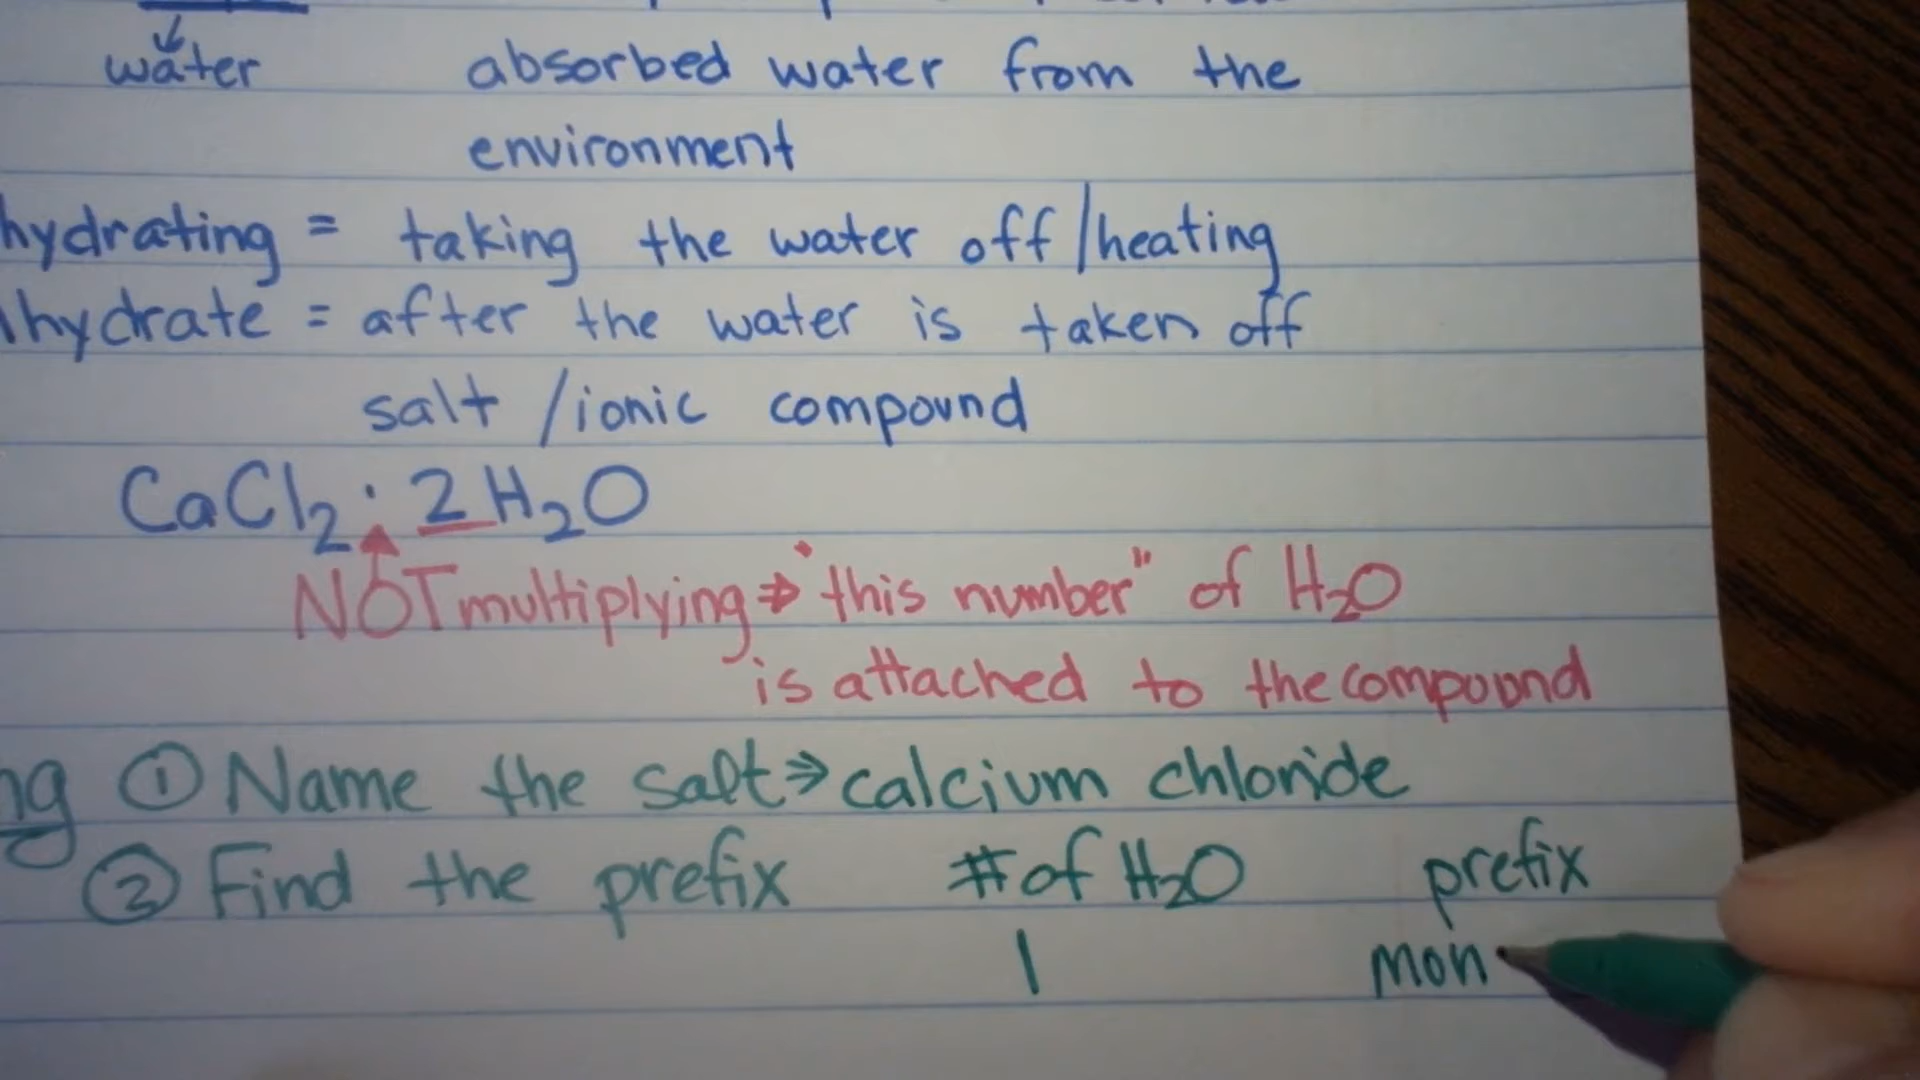 water absorbed water from the
environment
hydrating = taking the water off/heating
hydrate = after the water is taken off
salt/ionic compound
CaCl₂ · 2H₂O
NOT multiplying ⇒ "this number" of H₂O
is attached to the compound
ng ① Name the salt ⇒ calcium chloride
② Find the prefix # of H₂O prefix
1 mon